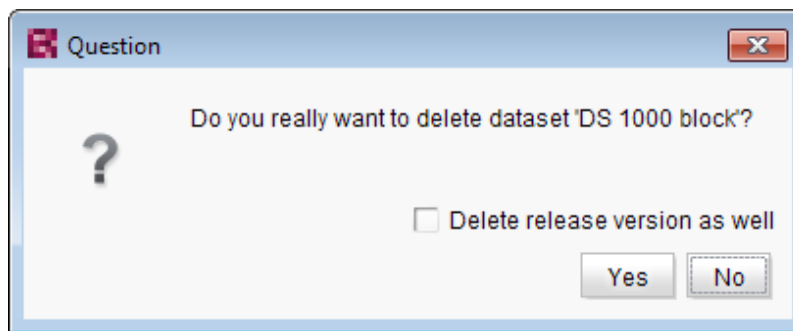 Question
Do you really want to delete dataset 'DS 1000 block'?
?
Delete release version as well
Yes No